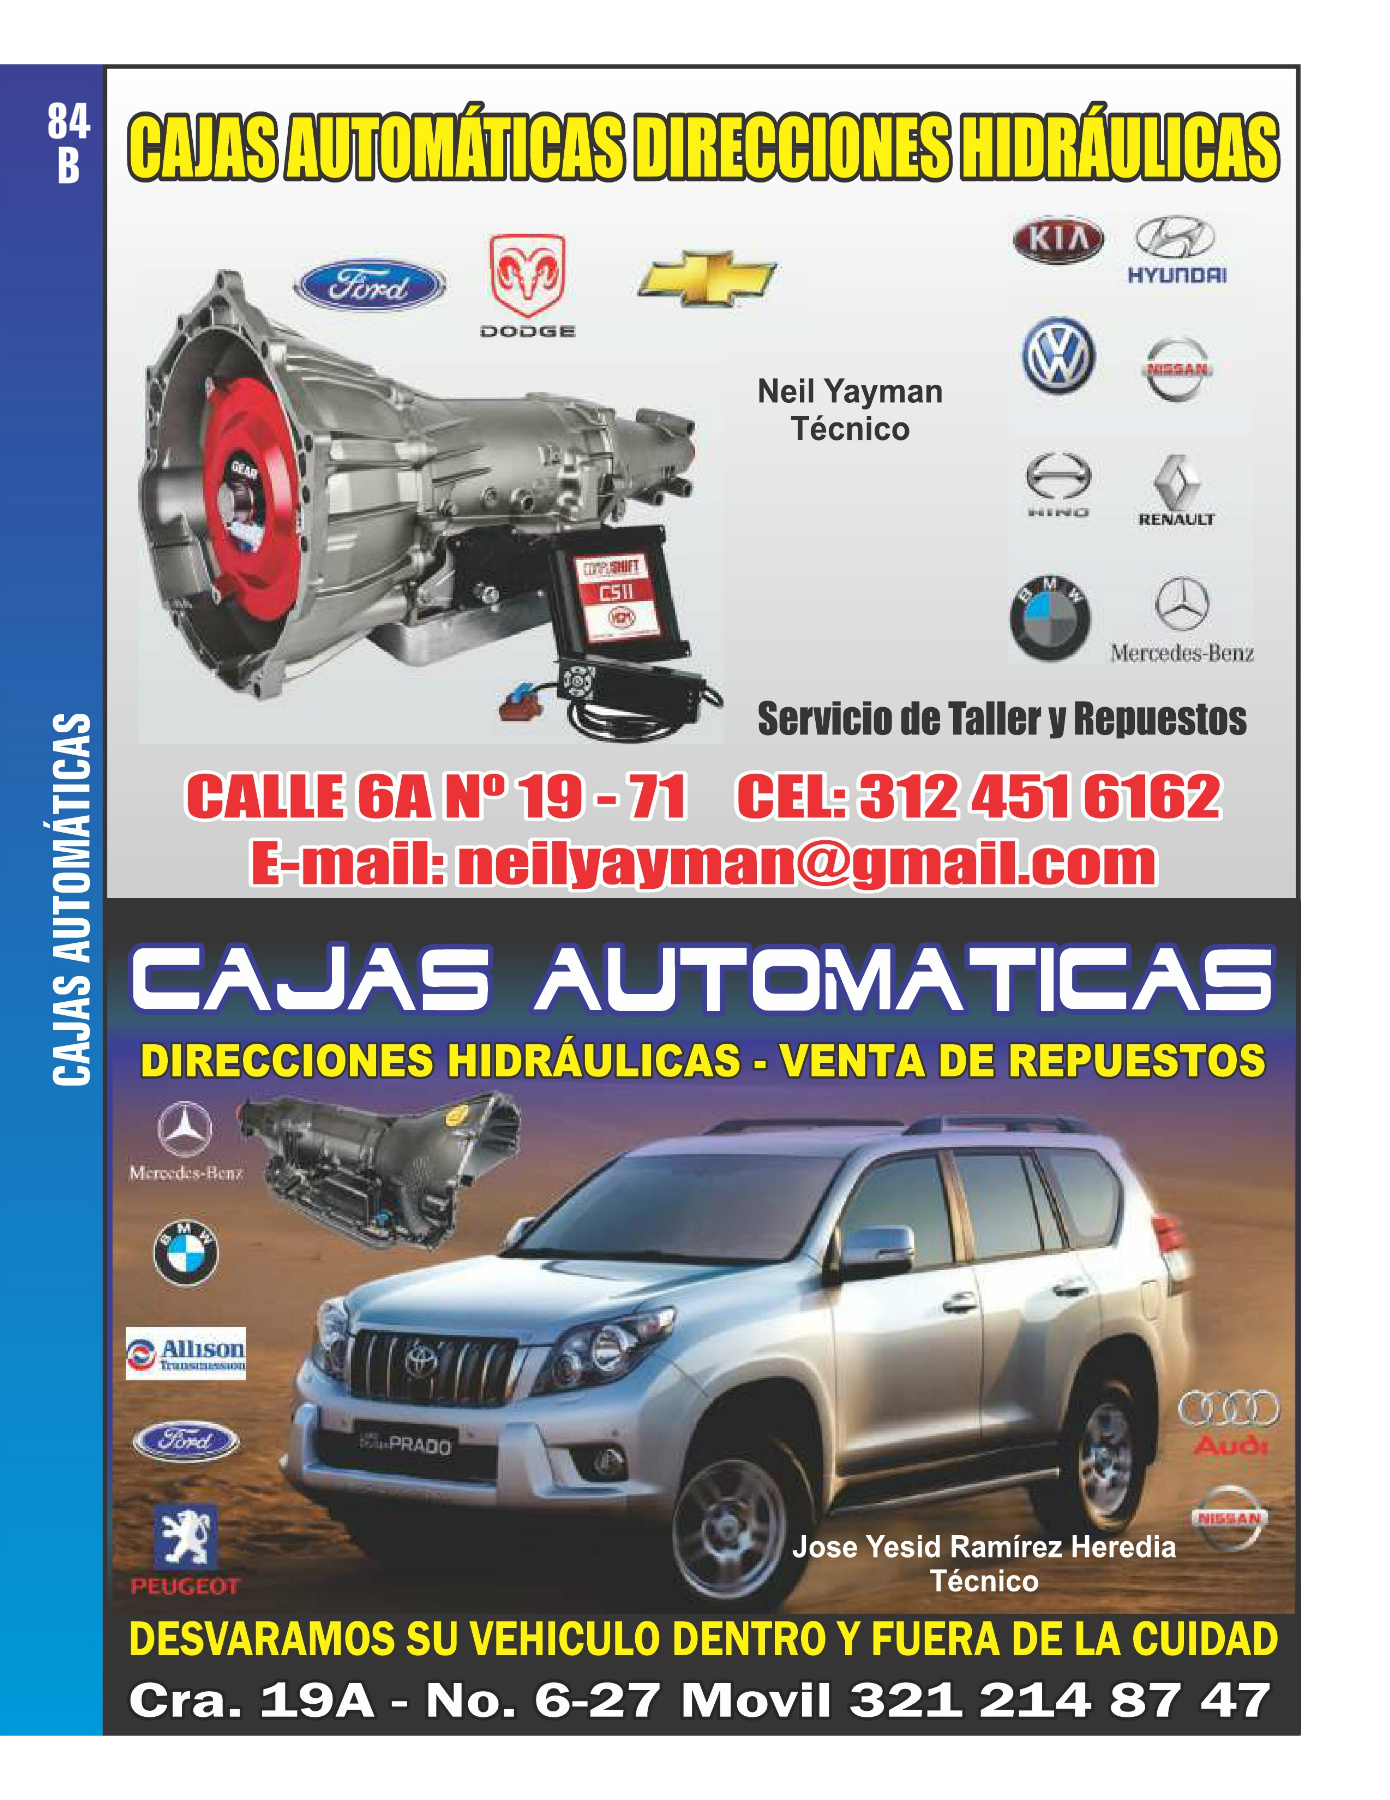 84
B
CAJAS AUTOMÁTICAS
CAJAS AUTOMÁTICAS DIRECCIONES HIDRÁULICAS
Ford
DODGE
KIA
HYUNDAI
NISSAN
HINO
RENAULT
BMW
Mercedes-Benz
Neil Yayman
Técnico
GEAR
COMPUSHIFT
CSII
HGM
Servicio de Taller y Repuestos
CALLE 6A Nº 19 - 71 CEL: 312 451 6162
E-mail: neilyayman@gmail.com
CAJAS AUTOMATICAS
DIRECCIONES HIDRÁULICAS - VENTA DE REPUESTOS
Mercedes-Benz
BMW
Allison
Transmission
Ford
PEUGEOT
PRADO
Audi
NISSAN
Jose Yesid Ramírez Heredia
Técnico
DESVARAMOS SU VEHICULO DENTRO Y FUERA DE LA CUIDAD
Cra. 19A - No. 6-27 Movil 321 214 87 47